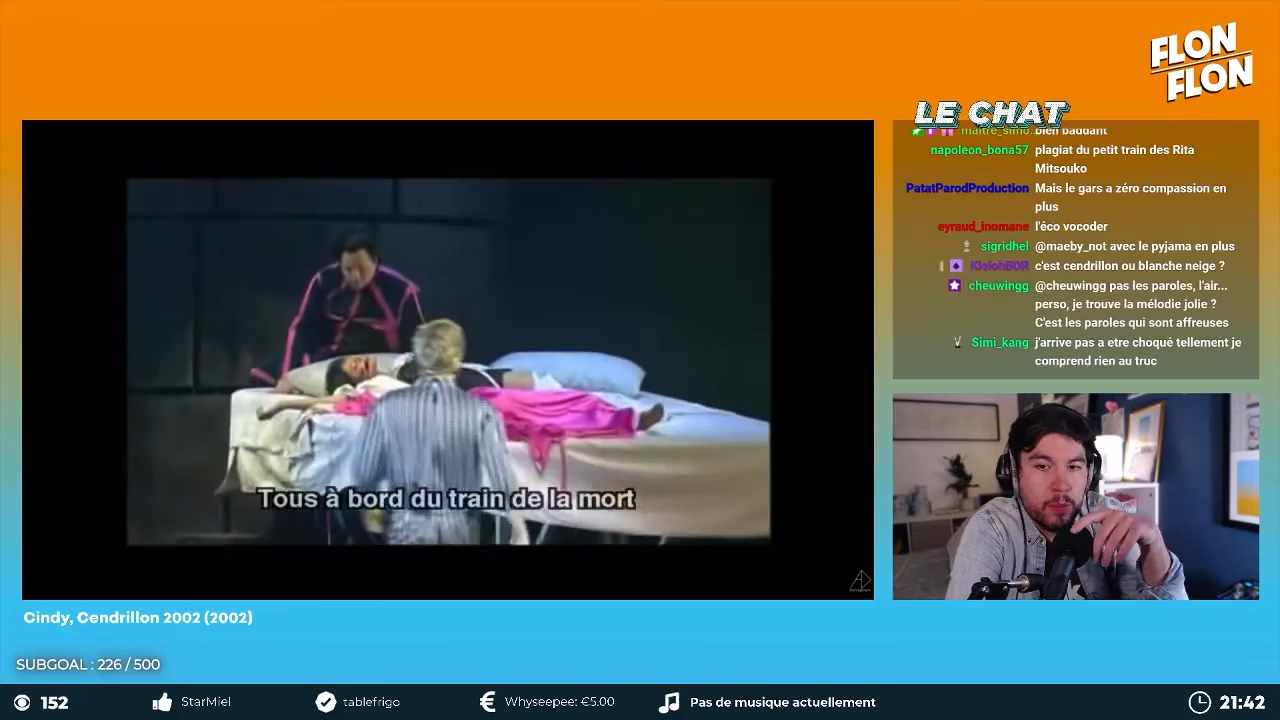 FLON
FLON
LE CHAT
bien
napoleon_bona57 plagiat du petit train des Rita
Mitsouko
PatatParodProduction Mais le gars a zéro compassion en
plus
eyraud_inomane l'éco vocoder
sigridhel @maeby_not avec le pyjama en plus
c'est cendrillon ou blanche neige ?
cheuwingg @cheuwingg pas les paroles, l'air...
perso, je trouve la mélodie jolie ?
C'est les paroles qui sont affreuses
Simi_kang j'arrive pas a etre choqué tellement je
comprend rien au truc
Tous à bord du train de la mort
Cindy, Cendrillon 2002 (2002)
SUBGOAL : 226 / 500
152 StarMiel tablefrigo € Whyseepee: €5.00 Pas de musique actuellement 21:42